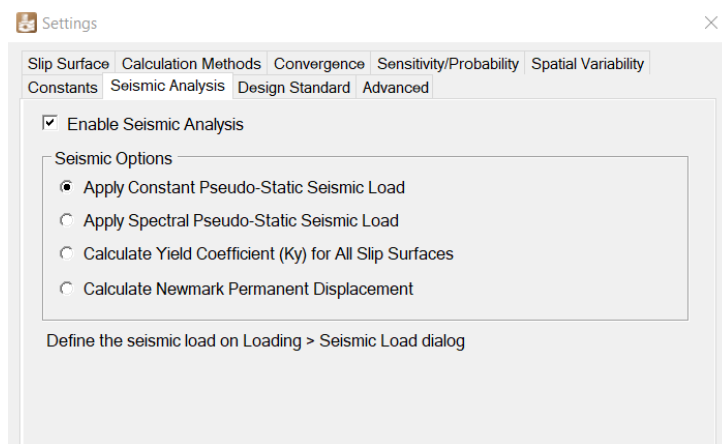 Settings
Slip Surface Calculation Methods Convergence Sensitivity/Probability Spatial Variability
Constants Seismic Analysis Design Standard Advanced
Enable Seismic Analysis
Seismic Options
Apply Constant Pseudo-Static Seismic Load
Apply Spectral Pseudo-Static Seismic Load
Calculate Yield Coefficient (Ky) for All Slip Surfaces
Calculate Newmark Permanent Displacement
Define the seismic load on Loading > Seismic Load dialog